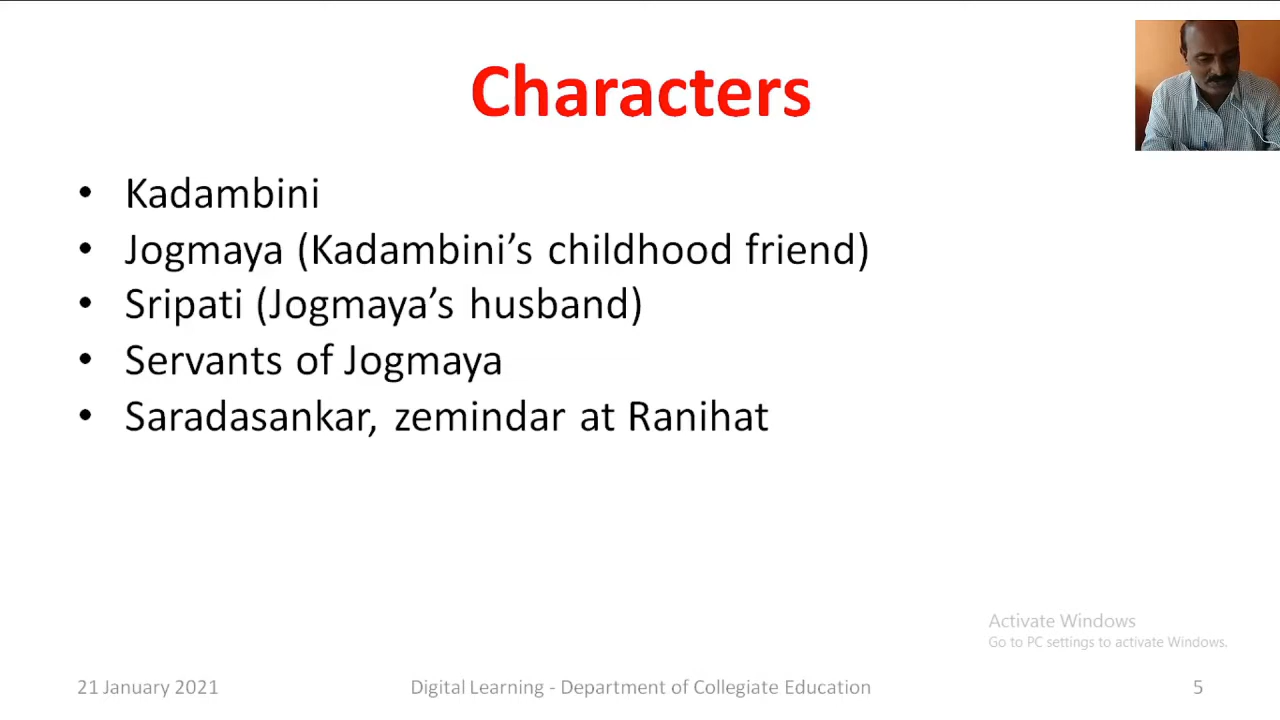 Characters
• Kadambini
• Jogmaya (Kadambini’s childhood friend)
• Sripati (Jogmaya’s husband)
• Servants of Jogmaya
• Saradasankar, zemindar at Ranihat
Activate Windows
Go to PC settings to activate Windows.
21 January 2021
Digital Learning - Department of Collegiate Education
5